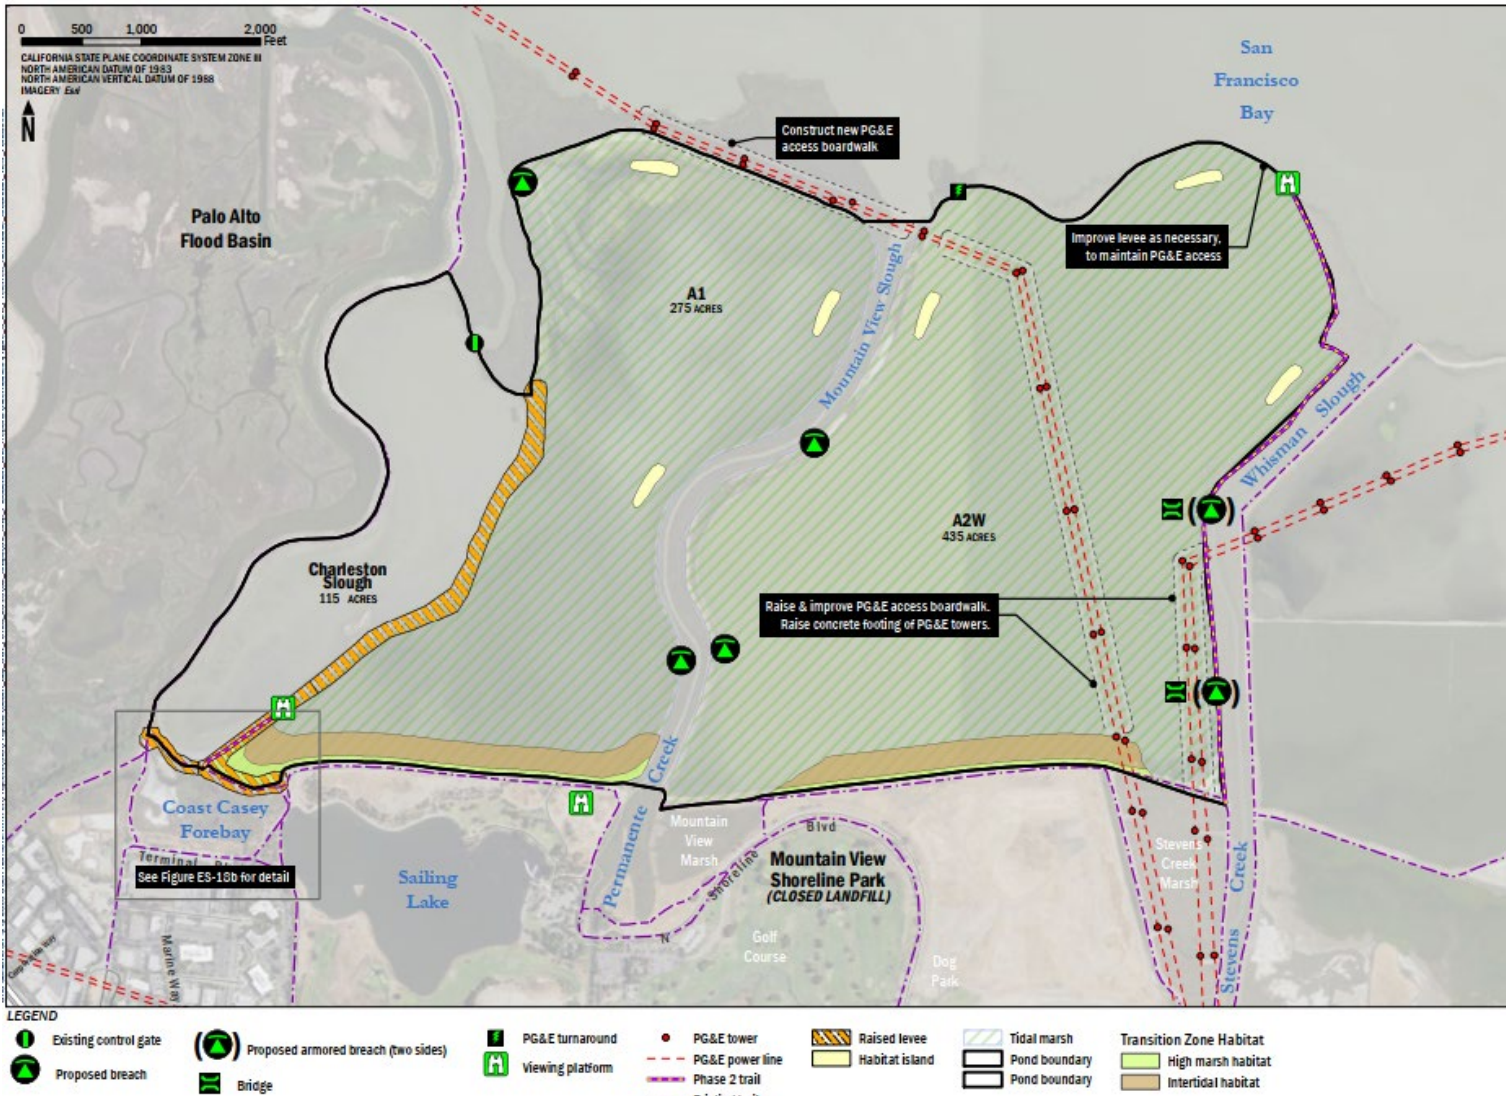 0 500 1,000 2,000
Feet
CALIFORNIA STATE PLANE COORDINATE SYSTEM ZONE III
NORTH AMERICAN DATUM OF 1983
NORTH AMERICAN VERTICAL DATUM OF 1988
IMAGERY Esri
N
San
Francisco
Bay
Construct new PG&E
access boardwalk
Palo Alto
Flood Basin
Improve levee as necessary,
to maintain PG&E access
A1
275 ACRES
Mountain View Slough
Whisman Slough
A2W
435 ACRES
Charleston
Slough
115 ACRES
Raise & improve PG&E access boardwalk.
Raise concrete footing of PG&E towers.
Coast Casey
Forebay
Terminal
See Figure ES-18b for detail
Sailing
Lake
Permanente Creek
Mountain
View
Marsh
N Shoreline Blvd
Mountain View
Shoreline Park
(CLOSED LANDFILL)
Golf
Course
Dog
Park
Stevens
Creek
Marsh
Stevens Creek
Marine Way
LEGEND
Existing control gate
Proposed breach
Proposed armored breach (two sides)
Bridge
PG&E turnaround
Viewing platform
PG&E tower
PG&E power line
Phase 2 trail
Raised levee
Habitat island
Tidal marsh
Pond boundary
Pond boundary
Transition Zone Habitat
High marsh habitat
Intertidal habitat